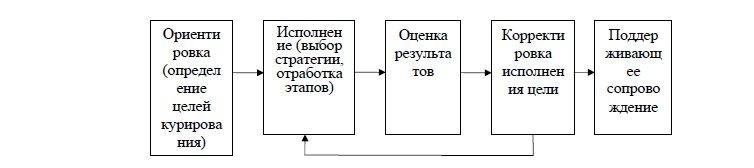 Ориенти
ровка
(определ
ение
целей
курирова
ния)
Исполнен
ие (выбор
стратегии,
отработка
этапов)
Оценка
результа
тов
Корректи
ровка
исполнен
ия цели
Поддер
живающ
ее
сопрово
ждение